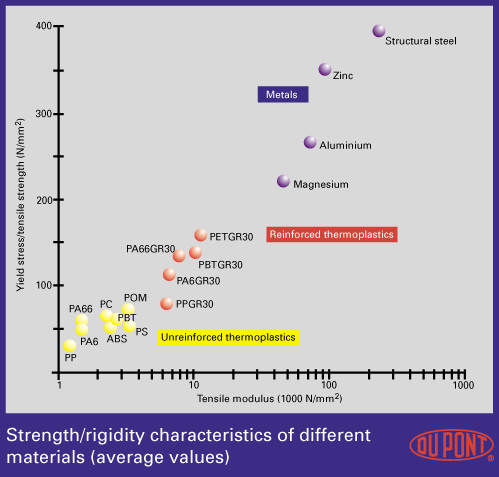 400
Structural steel
Zinc
Metals
300
Aluminium
Magnesium
200
PETGR30
Reinforced thermoplastics
PA66GR30
PBTGR30
PA6GR30
100
PPGR30
PA66
PC
POM
PBT
PS
PA6
ABS
Unreinforced thermoplastics
PP
Yield stress/tensile strength (N/mm²)
1
10
100
1000
Tensile modulus (1000 N/mm²)
Strength/rigidity characteristics of different
materials (average values)
DU PONT
®